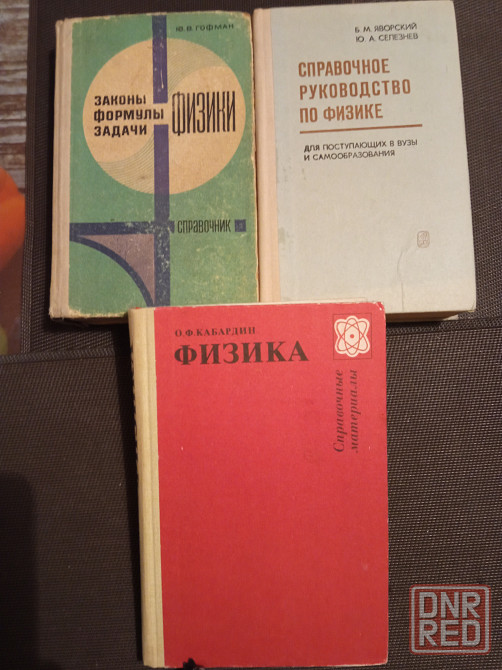 Ю. В. ГОФМАН
ЗАКОНЫ
ФОРМУЛЫ
ЗАДАЧИ
ФИЗИКИ
СПРАВОЧНИК
Б. М. ЯВОРСКИЙ
Ю. А. СЕЛЕЗНЕВ
СПРАВОЧНОЕ
РУКОВОДСТВО
ПО ФИЗИКЕ
ДЛЯ ПОСТУПАЮЩИХ В ВУЗЫ
И САМООБРАЗОВАНИЯ
О.Ф. КАБАРДИН
ФИЗИКА
Справочные
материалы
DNR
RED